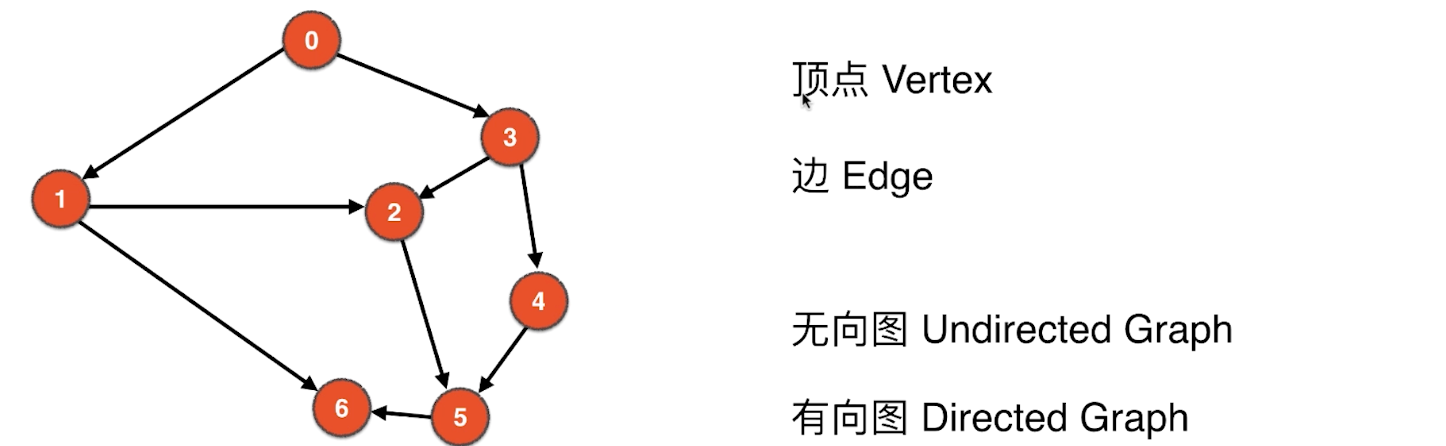 0
3
1
2
4
6
5
顶点 Vertex
边 Edge
无向图 Undirected Graph
有向图 Directed Graph